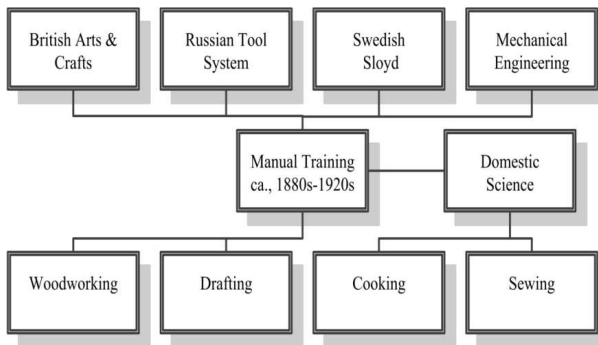 British Arts &
Crafts
Russian Tool
System
Swedish
Sloyd
Mechanical
Engineering
Manual Training
ca., 1880s-1920s
Domestic
Science
Woodworking
Drafting
Cooking
Sewing